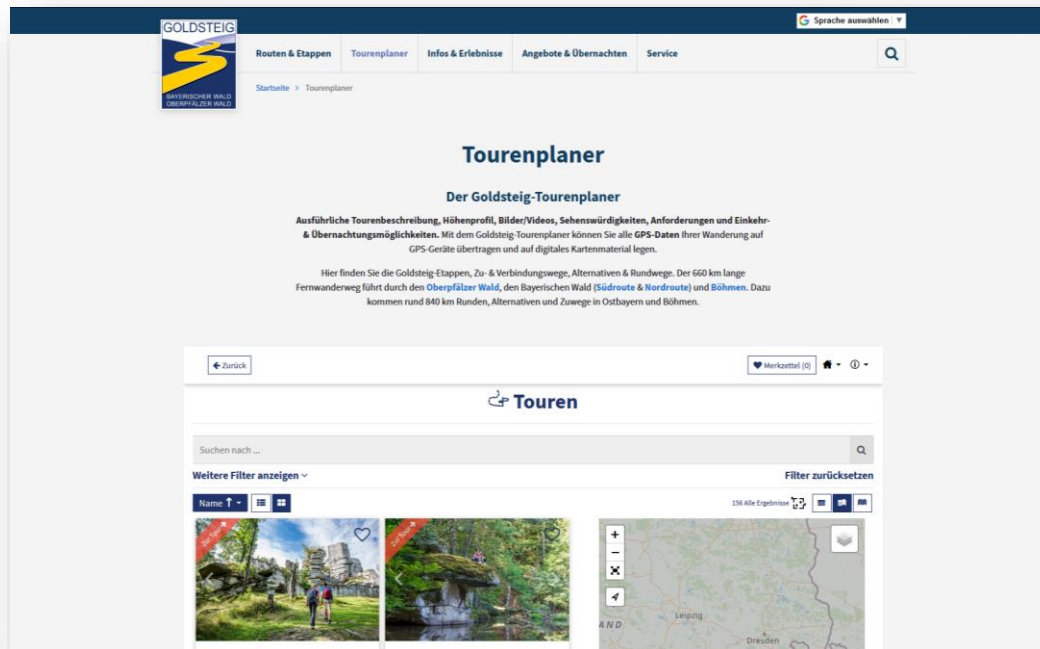 GOLDSTEIG
BAYERISCHER WALD
OBERPFÄLZER WALD
Sprache auswählen
Routen & Etappen
Tourenplaner
Infos & Erlebnisse
Angebote & Übernachten
Service
Startseite > Tourenplaner
Tourenplaner
Der Goldsteig-Tourenplaner
Ausführliche Tourenbeschreibung, Höhenprofil, Bilder/Videos, Sehenswürdigkeiten, Anforderungen und Einkehr-
& Übernachtungsmöglichkeiten. Mit dem Goldsteig-Tourenplaner können Sie alle GPS-Daten Ihrer Wanderung auf
GPS-Geräte übertragen und auf digitales Kartenmaterial legen.
Hier finden Sie die Goldsteig-Etappen, Zu- & Verbindungswege, Alternativen & Rundwege. Der 660 km lange
Fernwanderweg führt durch den Oberpfälzer Wald, den Bayerischen Wald (Südroute & Nordroute) und Böhmen. Dazu
kommen rund 840 km Runden, Alternativen und Zuwege in Ostbayern und Böhmen.
Zurück
Merkzettel (0)
Touren
Suchen nach ...
Weitere Filter anzeigen
Filter zurücksetzen
Name
156 Alle Ergebnisse
Zur Tour
Zur Tour
+
−
Leipzig
AND
Dresden